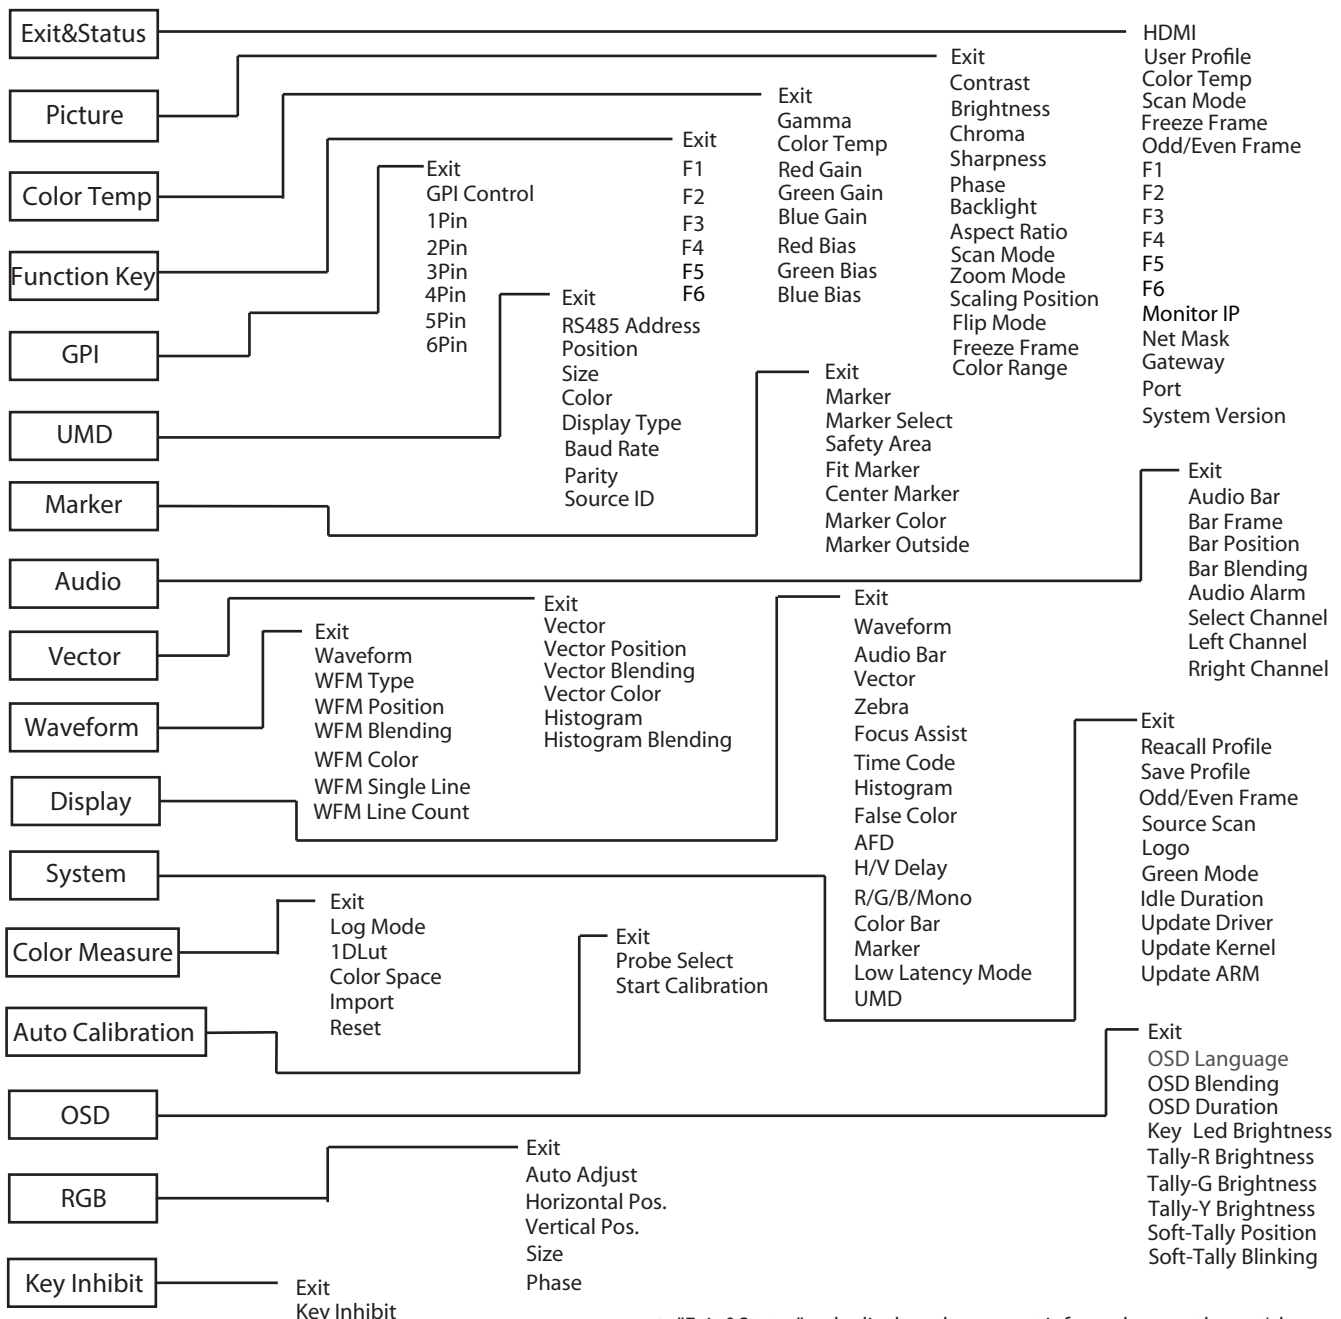 Exit&Status
HDMI
User Profile
Color Temp
Scan Mode
Freeze Frame
Odd/Even Frame
F1
F2
F3
F4
F5
F6
Monitor IP
Net Mask
Gateway
Port
System Version
Picture
Exit
Contrast
Brightness
Chroma
Sharpness
Phase
Backlight
Aspect Ratio
Scan Mode
Zoom Mode
Scaling Position
Flip Mode
Freeze Frame
Color Range
Color Temp
Exit
Gamma
Color Temp
Red Gain
Green Gain
Blue Gain
Red Bias
Green Bias
Blue Bias
Function Key
Exit
F1
F2
F3
F4
F5
F6
GPI
Exit
GPI Control
1Pin
2Pin
3Pin
4Pin
5Pin
6Pin
UMD
Exit
RS485 Address
Position
Size
Color
Display Type
Baud Rate
Parity
Source ID
Marker
Exit
Marker
Marker Select
Safety Area
Fit Marker
Center Marker
Marker Color
Marker Outside
Audio
Exit
Audio Bar
Bar Frame
Bar Position
Bar Blending
Audio Alarm
Select Channel
Left Channel
Rright Channel
Vector
Exit
Vector
Vector Position
Vector Blending
Vector Color
Histogram
Histogram Blending
Waveform
Exit
Waveform
WFM Type
WFM Position
WFM Blending
WFM Color
WFM Single Line
WFM Line Count
Display
Exit
Waveform
Audio Bar
Vector
Zebra
Focus Assist
Time Code
Histogram
False Color
AFD
H/V Delay
R/G/B/Mono
Color Bar
Marker
Low Latency Mode
UMD
System
Exit
Reacall Profile
Save Profile
Odd/Even Frame
Source Scan
Logo
Green Mode
Idle Duration
Update Driver
Update Kernel
Update ARM
Color Measure
Exit
Log Mode
1DLut
Color Space
Import
Reset
Auto Calibration
Exit
Probe Select
Start Calibration
OSD
Exit
OSD Language
OSD Blending
OSD Duration
Key Led Brightness
Tally-R Brightness
Tally-G Brightness
Tally-Y Brightness
Soft-Tally Position
Soft-Tally Blinking
RGB
Exit
Auto Adjust
Horizontal Pos.
Vertical Pos.
Size
Phase
Key Inhibit
Exit
Key Inhibit